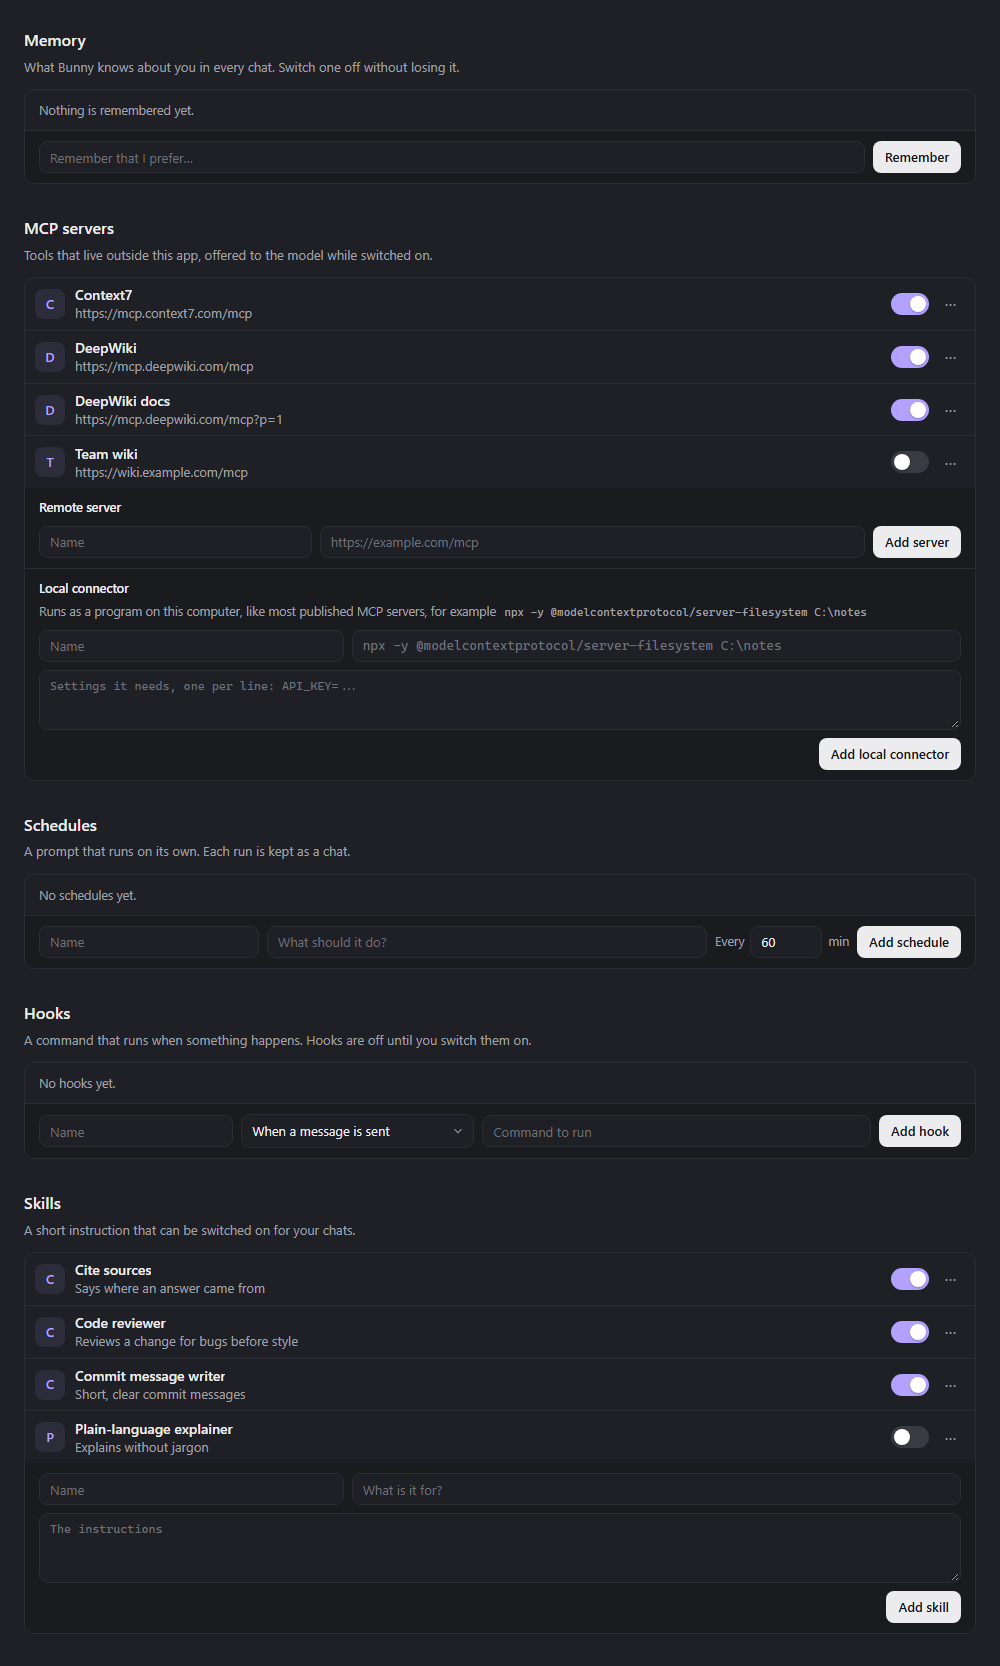 Memory
What Bunny knows about you in every chat. Switch one off without losing it.
Nothing is remembered yet.
Remember that I prefer...
Remember
MCP servers
Tools that live outside this app, offered to the model while switched on.
C
Context7
https://mcp.context7.com/mcp
...
D
DeepWiki
https://mcp.deepwiki.com/mcp
...
D
DeepWiki docs
https://mcp.deepwiki.com/mcp?p=1
...
T
Team wiki
https://wiki.example.com/mcp
...
Remote server
Name
https://example.com/mcp
Add server
Local connector
Runs as a program on this computer, like most published MCP servers, for example npx -y @modelcontextprotocol/server-filesystem C:\notes
Name
npx -y @modelcontextprotocol/server-filesystem C:\notes
Settings it needs, one per line: API_KEY=...
Add local connector
Schedules
A prompt that runs on its own. Each run is kept as a chat.
No schedules yet.
Name
What should it do?
Every 60 min
Add schedule
Hooks
A command that runs when something happens. Hooks are off until you switch them on.
No hooks yet.
Name
When a message is sent
Command to run
Add hook
Skills
A short instruction that can be switched on for your chats.
C
Cite sources
Says where an answer came from
...
C
Code reviewer
Reviews a change for bugs before style
...
C
Commit message writer
Short, clear commit messages
...
P
Plain-language explainer
Explains without jargon
...
Name
What is it for?
The instructions
Add skill